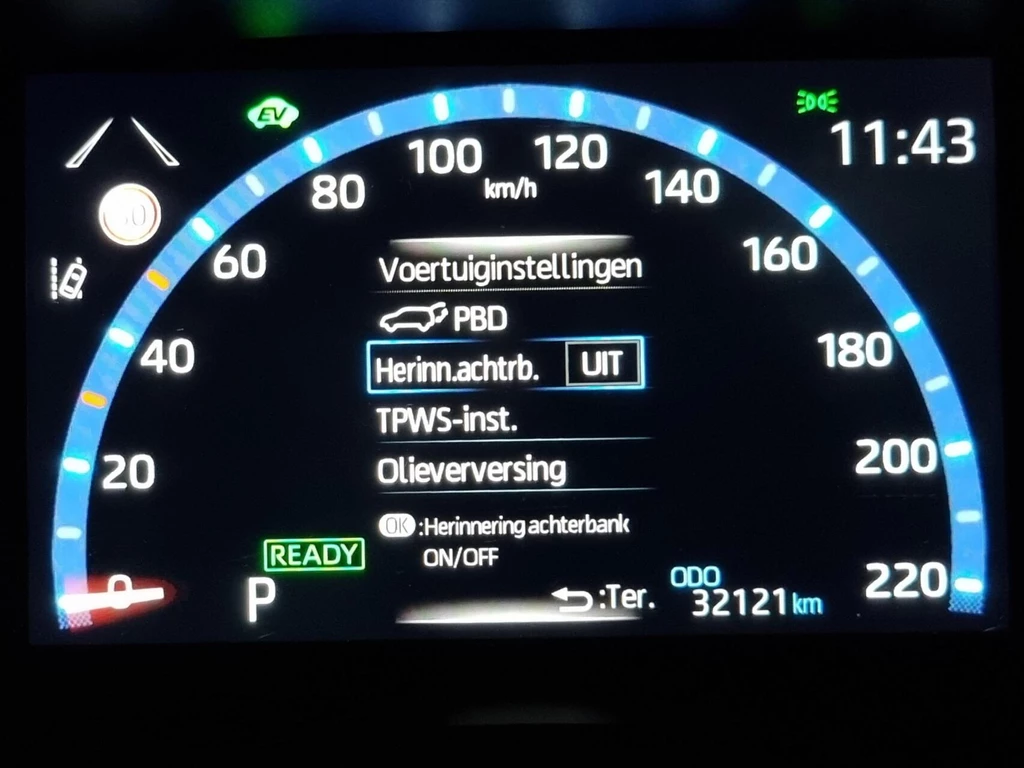 EV
11:43
100
120
km/h
80
140
60
160
Voertuiginstellingen
PBD
Herinn.achtrb. UIT
40
180
TPWS-inst.
20
Olieverversing
200
OK :Herinnering achterbank
ON/OFF
READY
0
P
:Ter.
ODO
32121 km
220